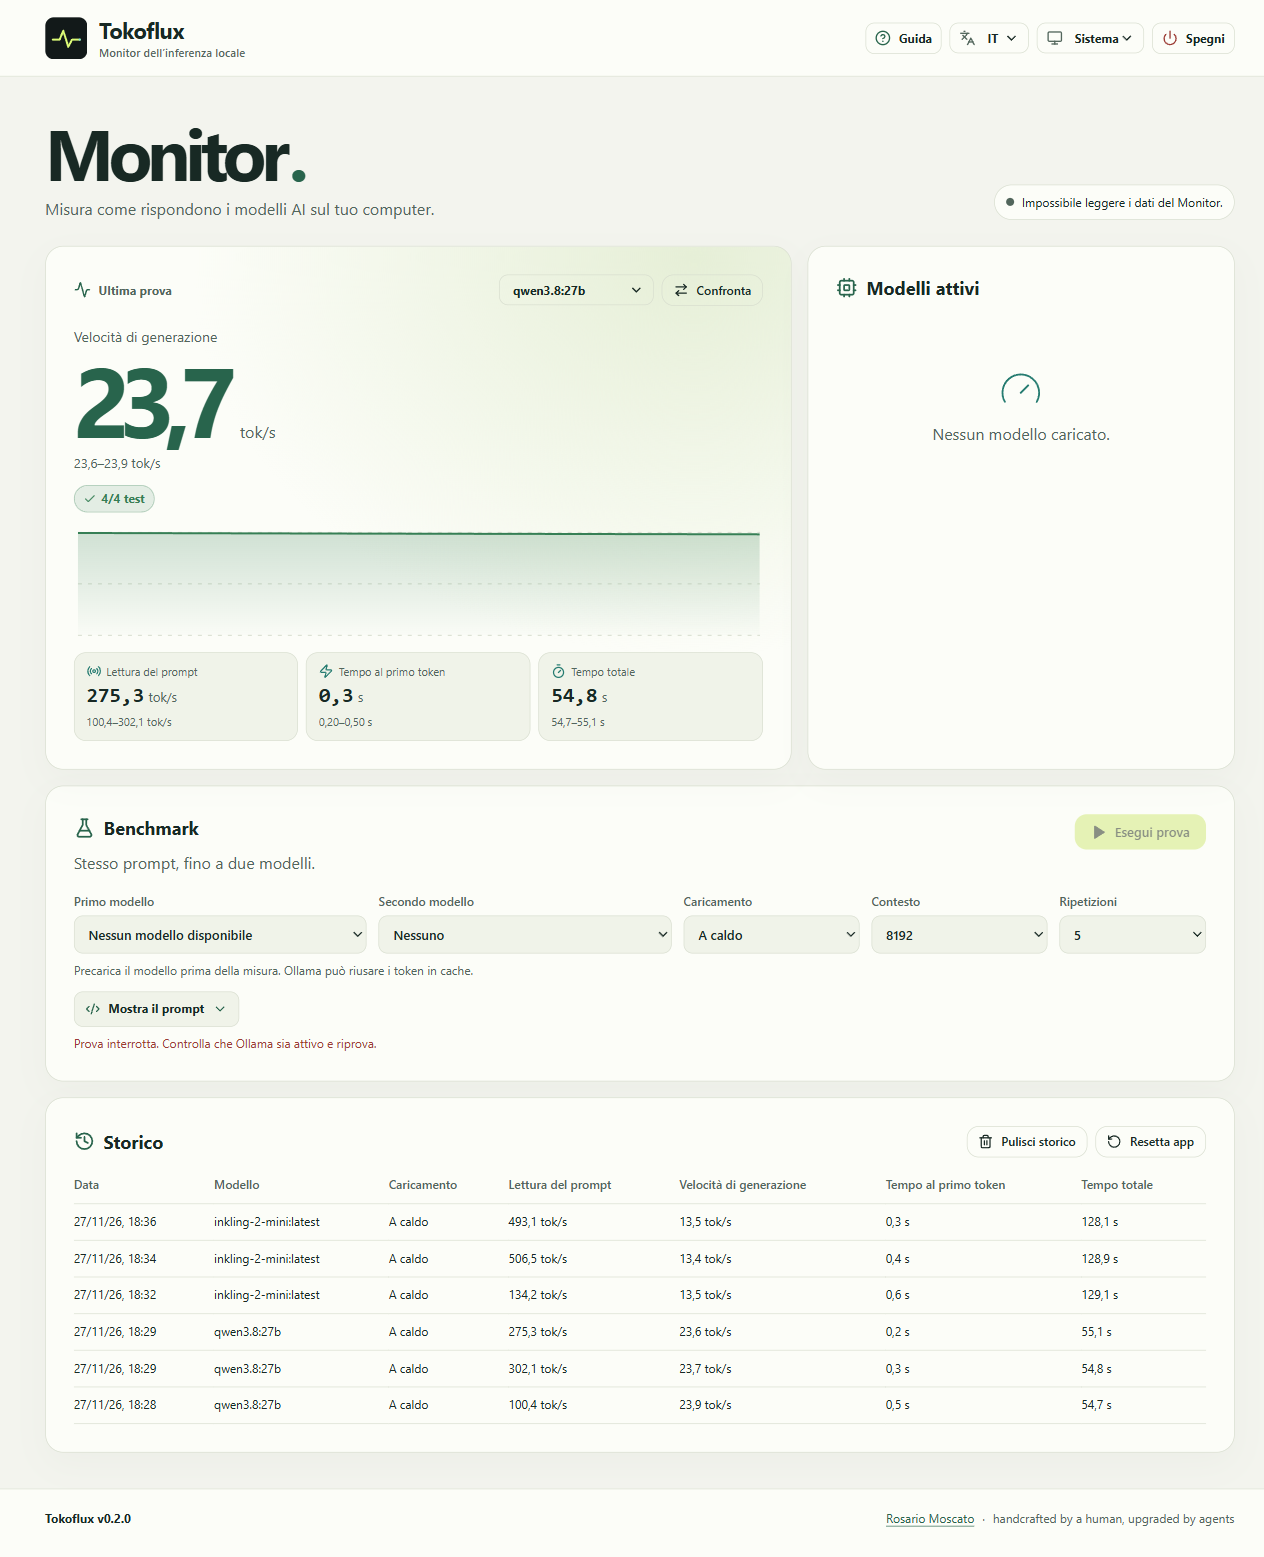 Tokoflux
Monitor dell'inferenza locale
Guida
IT
Sistema
Spegni
Monitor.
Misura come rispondono i modelli AI sul tuo computer.
Impossibile leggere i dati del Monitor.
Ultima prova
qwen3.8:27b
Confronta
Velocità di generazione
23,7 tok/s
23,6–23,9 tok/s
4/4 test
Lettura del prompt
275,3 tok/s
100,4–302,1 tok/s
Tempo al primo token
0,3 s
0,20–0,50 s
Tempo totale
54,8 s
54,7–55,1 s
Modelli attivi
Nessun modello caricato.
Benchmark
Esegui prova
Stesso prompt, fino a due modelli.
Primo modello
Nessun modello disponibile
Secondo modello
Nessuno
Caricamento
A caldo
Contesto
8192
Ripetizioni
5
Precarica il modello prima della misura. Ollama può riusare i token in cache.
Mostra il prompt
Prova interrotta. Controlla che Ollama sia attivo e riprova.
Storico
Pulisci storico
Resetta app
Data Modello Caricamento Lettura del prompt Velocità di generazione Tempo al primo token Tempo totale
27/11/26, 18:36 inkling-2-mini:latest A caldo 493,1 tok/s 13,5 tok/s 0,3 s 128,1 s
27/11/26, 18:34 inkling-2-mini:latest A caldo 506,5 tok/s 13,4 tok/s 0,4 s 128,9 s
27/11/26, 18:32 inkling-2-mini:latest A caldo 134,2 tok/s 13,5 tok/s 0,6 s 129,1 s
27/11/26, 18:29 qwen3.8:27b A caldo 275,3 tok/s 23,6 tok/s 0,2 s 55,1 s
27/11/26, 18:29 qwen3.8:27b A caldo 302,1 tok/s 23,7 tok/s 0,3 s 54,8 s
27/11/26, 18:28 qwen3.8:27b A caldo 100,4 tok/s 23,9 tok/s 0,5 s 54,7 s
Tokoflux v0.2.0
Rosario Moscato · handcrafted by a human, upgraded by agents